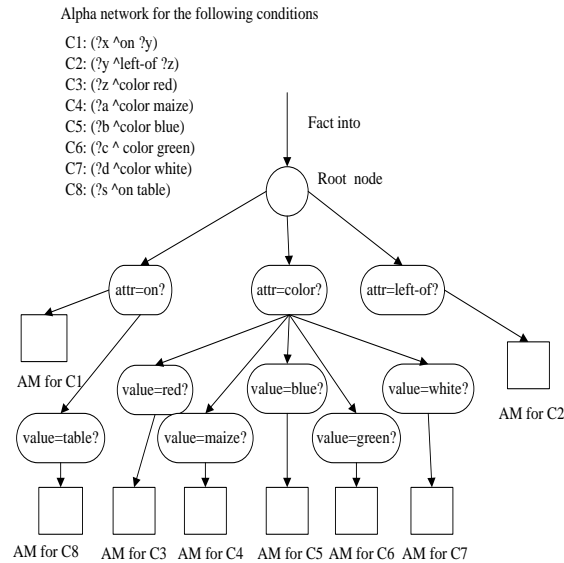 Alpha network for the following conditions
C1: (?x ^on ?y)
C2: (?y ^left-of ?z)
C3: (?z ^color red)
C4: (?a ^color maize)
C5: (?b ^color blue)
C6: (?c ^ color green)
C7: (?d ^color white)
C8: (?s ^on table)
Fact into
Root node
attr=on?
attr=color?
attr=left-of?
AM for C1
value=red?
value=blue?
value=white?
AM for C2
value=table?
value=maize?
value=green?
AM for C8
AM for C3
AM for C4
AM for C5
AM for C6
AM for C7